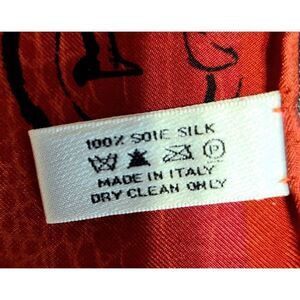 100% SOIE SILK
P
MADE IN ITALY
DRY CLEAN ONLY